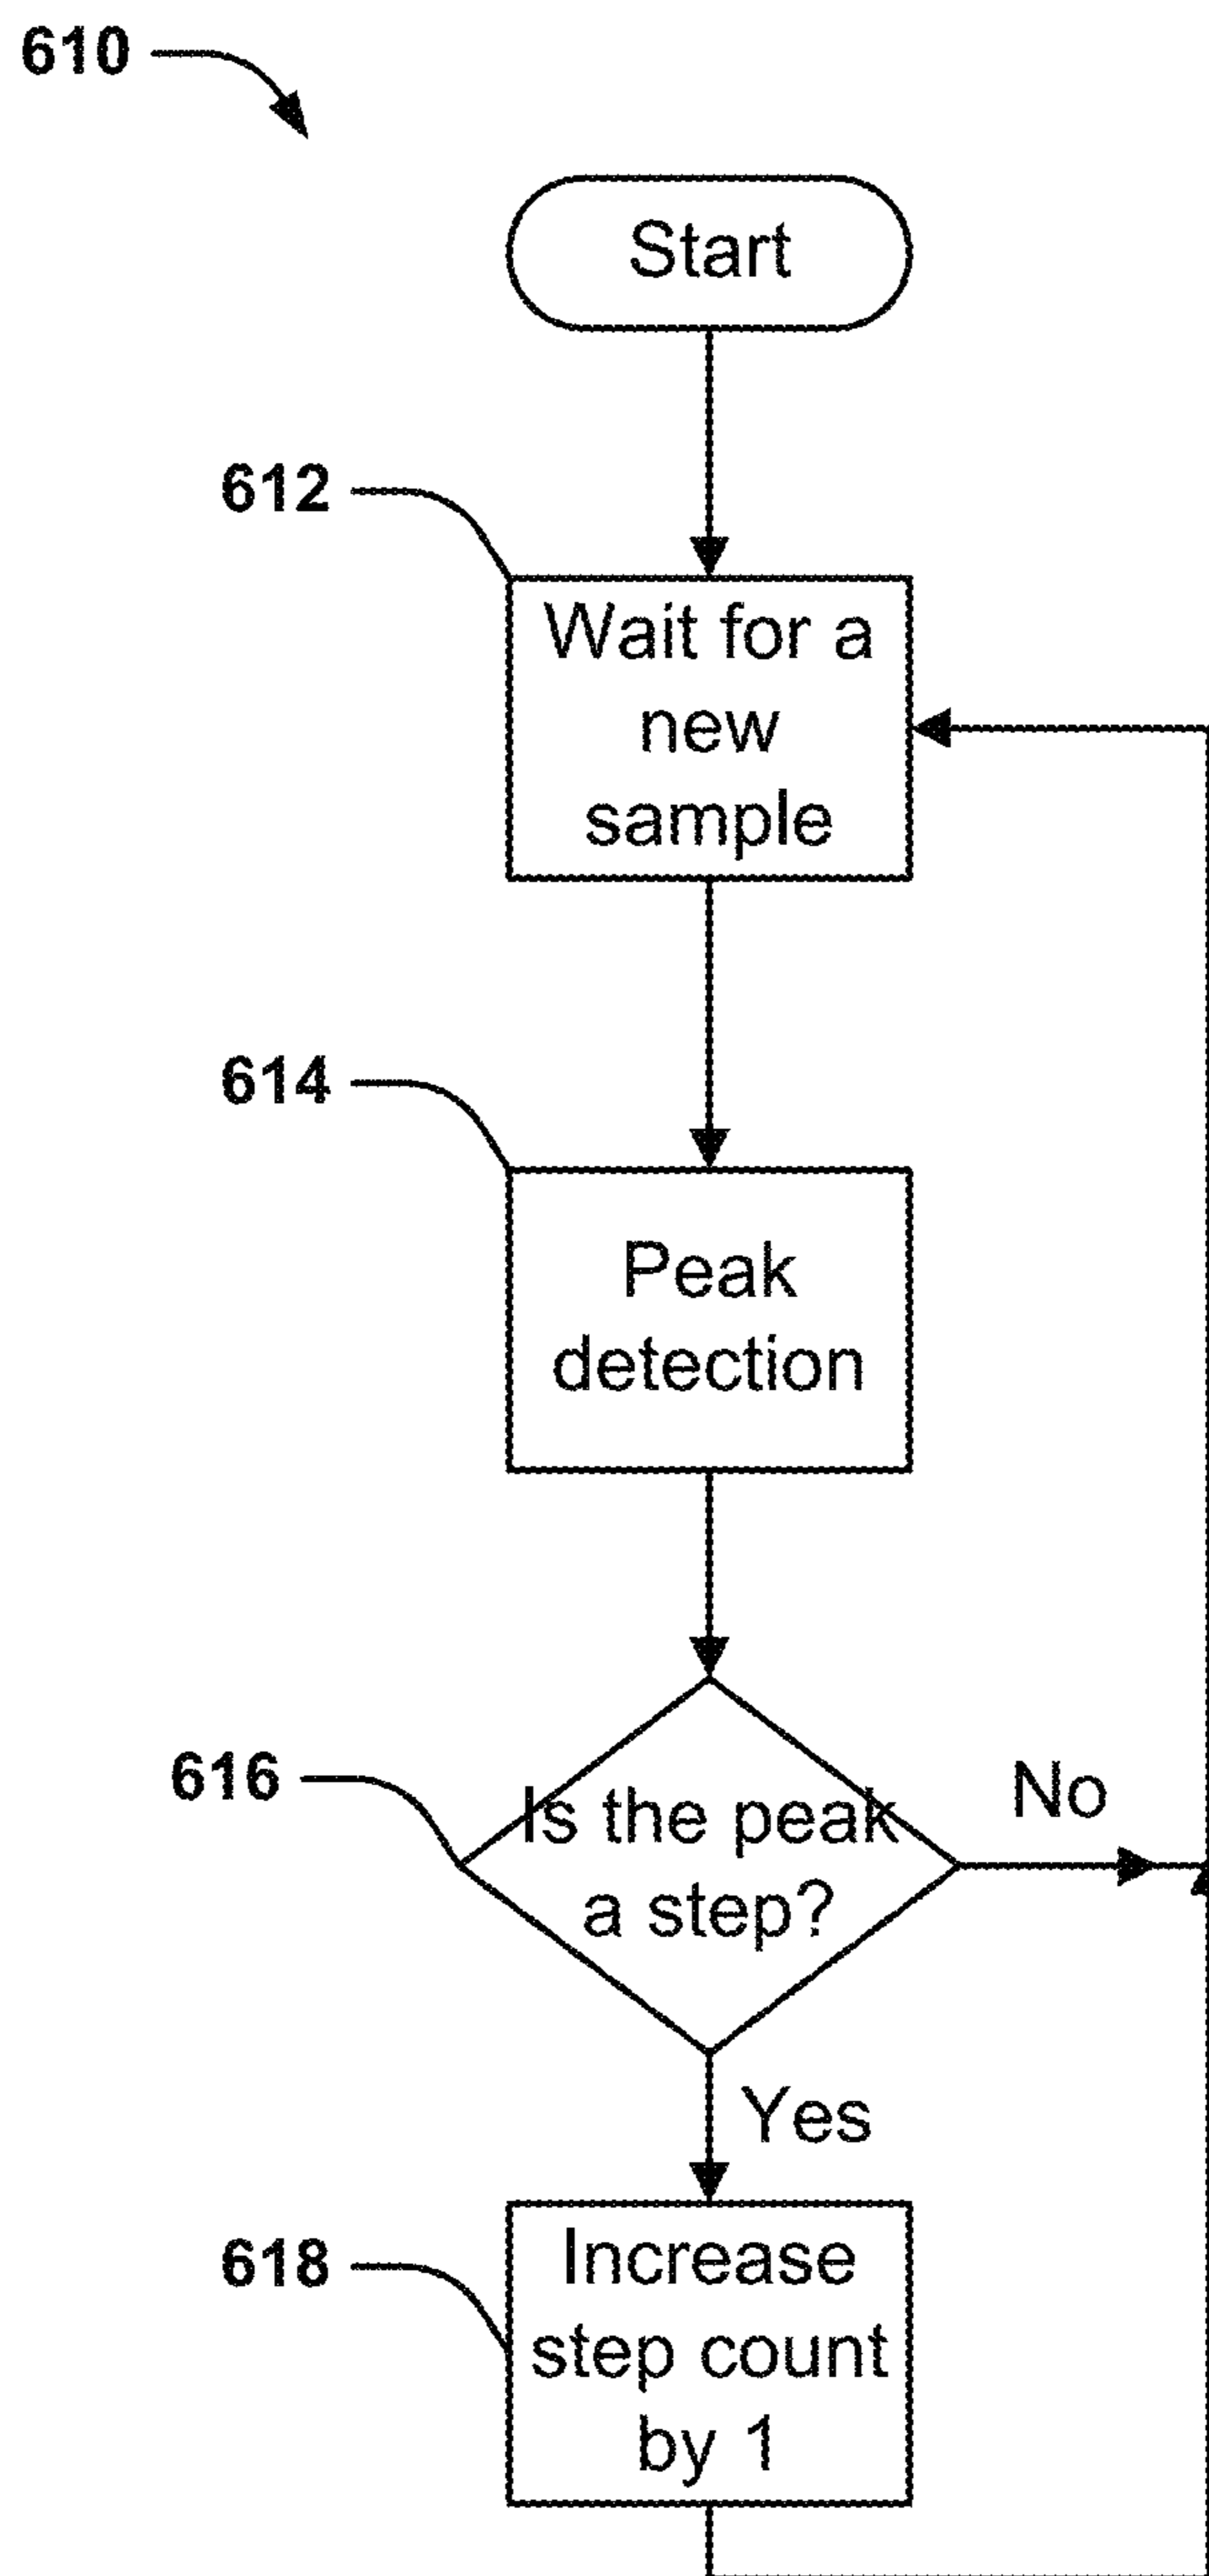 610
Start
612
Wait for a
new
sample
614
Peak
detection
616
Is the peak
a step?
No
Yes
618
Increase
step count
by 1